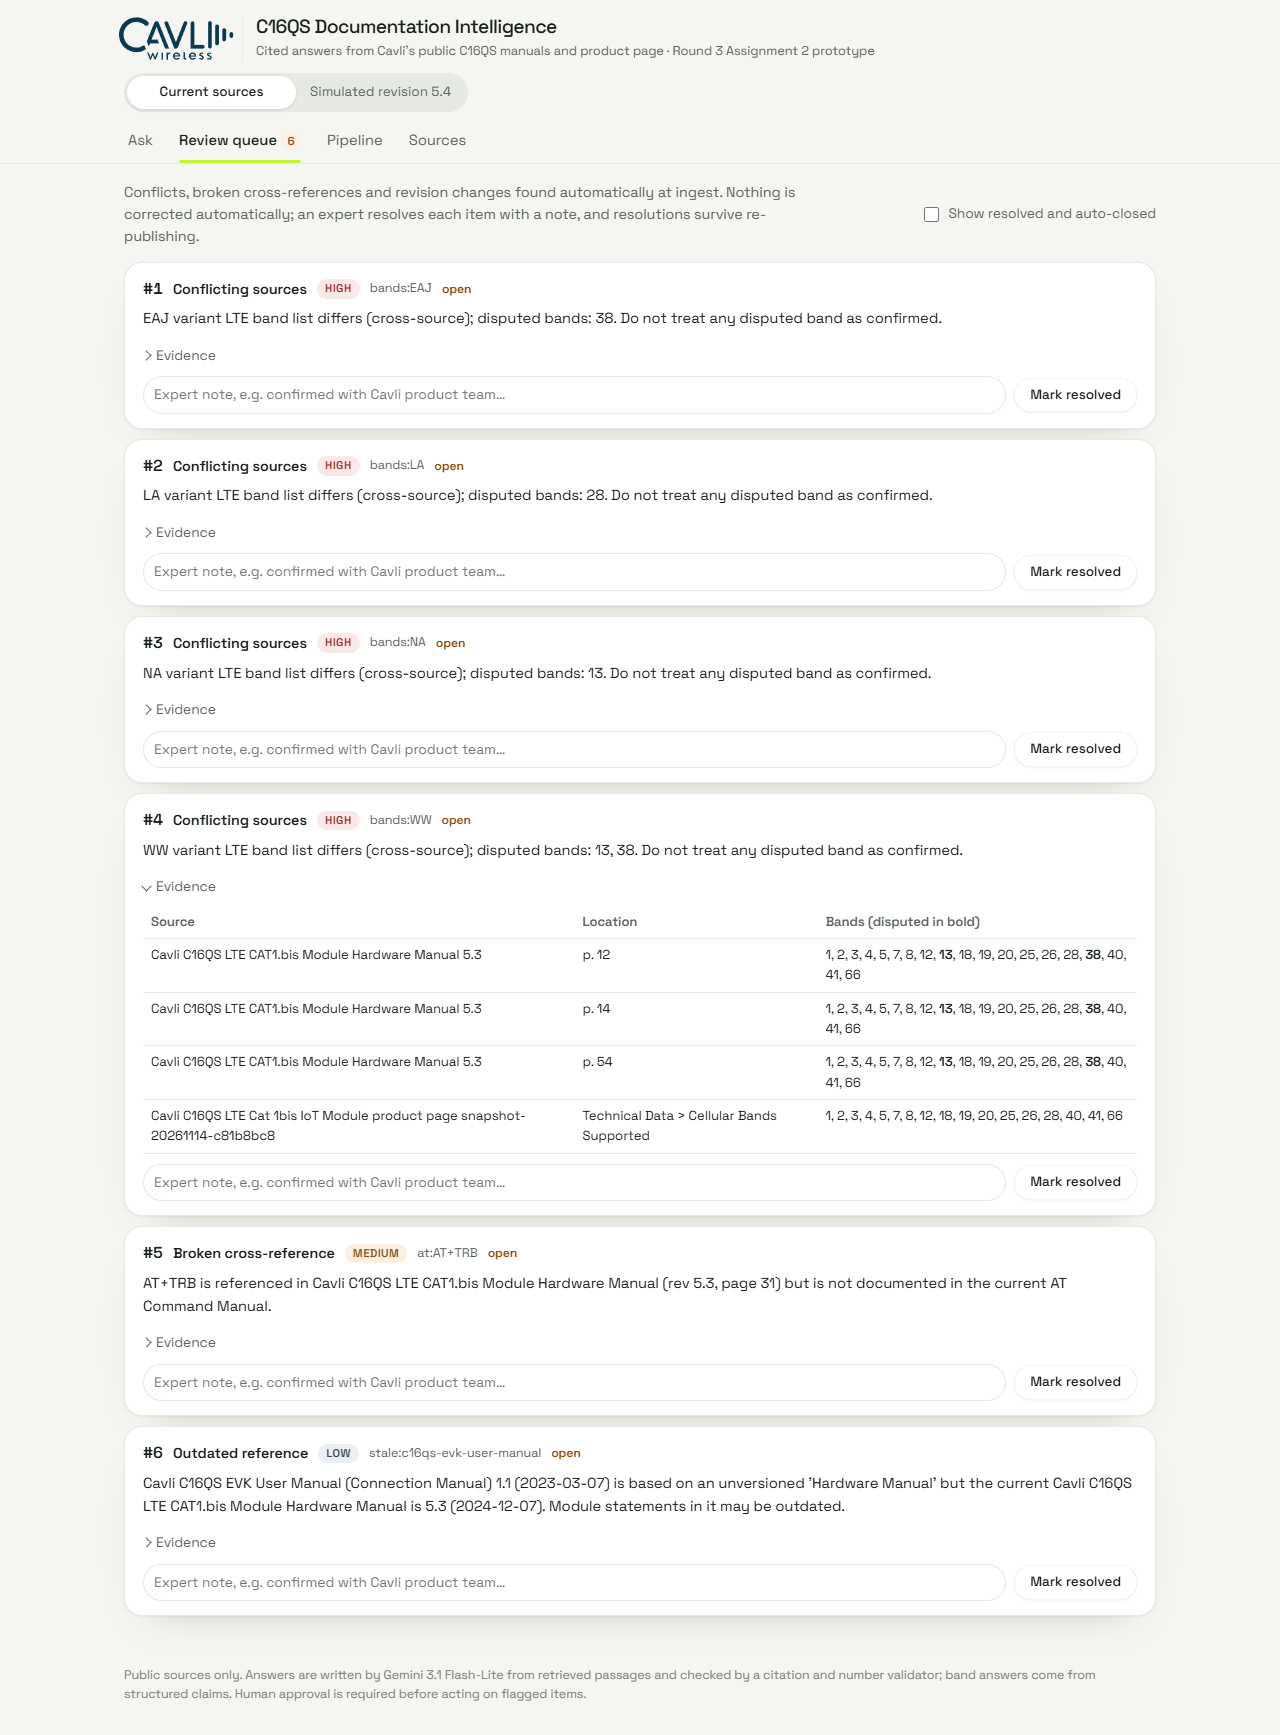 CAVLI
wireless
C16QS Documentation Intelligence
Cited answers from Cavli's public C16QS manuals and product page · Round 3 Assignment 2 prototype
Current sources
Simulated revision 5.4
Ask
Review queue 6
Pipeline
Sources
Conflicts, broken cross-references and revision changes found automatically at ingest. Nothing is
corrected automatically; an expert resolves each item with a note, and resolutions survive re-
publishing.
Show resolved and auto-closed
#1 Conflicting sources HIGH bands:EAJ open
EAJ variant LTE band list differs (cross-source); disputed bands: 38. Do not treat any disputed band as confirmed.
Evidence
Expert note, e.g. confirmed with Cavli product team...
Mark resolved
#2 Conflicting sources HIGH bands:LA open
LA variant LTE band list differs (cross-source); disputed bands: 28. Do not treat any disputed band as confirmed.
Evidence
Expert note, e.g. confirmed with Cavli product team...
Mark resolved
#3 Conflicting sources HIGH bands:NA open
NA variant LTE band list differs (cross-source); disputed bands: 13. Do not treat any disputed band as confirmed.
Evidence
Expert note, e.g. confirmed with Cavli product team...
Mark resolved
#4 Conflicting sources HIGH bands:WW open
WW variant LTE band list differs (cross-source); disputed bands: 13, 38. Do not treat any disputed band as confirmed.
Evidence
Source Location Bands (disputed in bold)
Cavli C16QS LTE CAT1.bis Module Hardware Manual 5.3 p. 12 1, 2, 3, 4, 5, 7, 8, 12, 13, 18, 19, 20, 25, 26, 28, 38, 40,
41, 66
Cavli C16QS LTE CAT1.bis Module Hardware Manual 5.3 p. 14 1, 2, 3, 4, 5, 7, 8, 12, 13, 18, 19, 20, 25, 26, 28, 38, 40,
41, 66
Cavli C16QS LTE CAT1.bis Module Hardware Manual 5.3 p. 54 1, 2, 3, 4, 5, 7, 8, 12, 13, 18, 19, 20, 25, 26, 28, 38, 40,
41, 66
Cavli C16QS LTE Cat 1bis IoT Module product page snapshot- Technical Data > Cellular Bands 1, 2, 3, 4, 5, 7, 8, 12, 18, 19, 20, 25, 26, 28, 40, 41, 66
20261114-c81b8bc8 Supported
Expert note, e.g. confirmed with Cavli product team...
Mark resolved
#5 Broken cross-reference MEDIUM at:AT+TRB open
AT+TRB is referenced in Cavli C16QS LTE CAT1.bis Module Hardware Manual (rev 5.3, page 31) but is not documented in the current AT
Command Manual.
Evidence
Expert note, e.g. confirmed with Cavli product team...
Mark resolved
#6 Outdated reference LOW stale:c16qs-evk-user-manual open
Cavli C16QS EVK User Manual (Connection Manual) 1.1 (2023-03-07) is based on an unversioned 'Hardware Manual' but the current Cavli C16QS
LTE CAT1.bis Module Hardware Manual is 5.3 (2024-12-07). Module statements in it may be outdated.
Evidence
Expert note, e.g. confirmed with Cavli product team...
Mark resolved
Public sources only. Answers are written by Gemini 3.1 Flash-Lite from retrieved passages and checked by a citation and number validator; band answers come from
structured claims. Human approval is required before acting on flagged items.